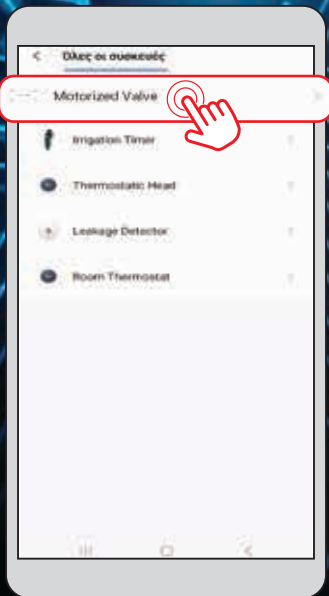 Όλες οι συσκευές
Motorized Valve
Irrigation Timer
Thermostatic Head
Leakage Detector
Room Thermostat